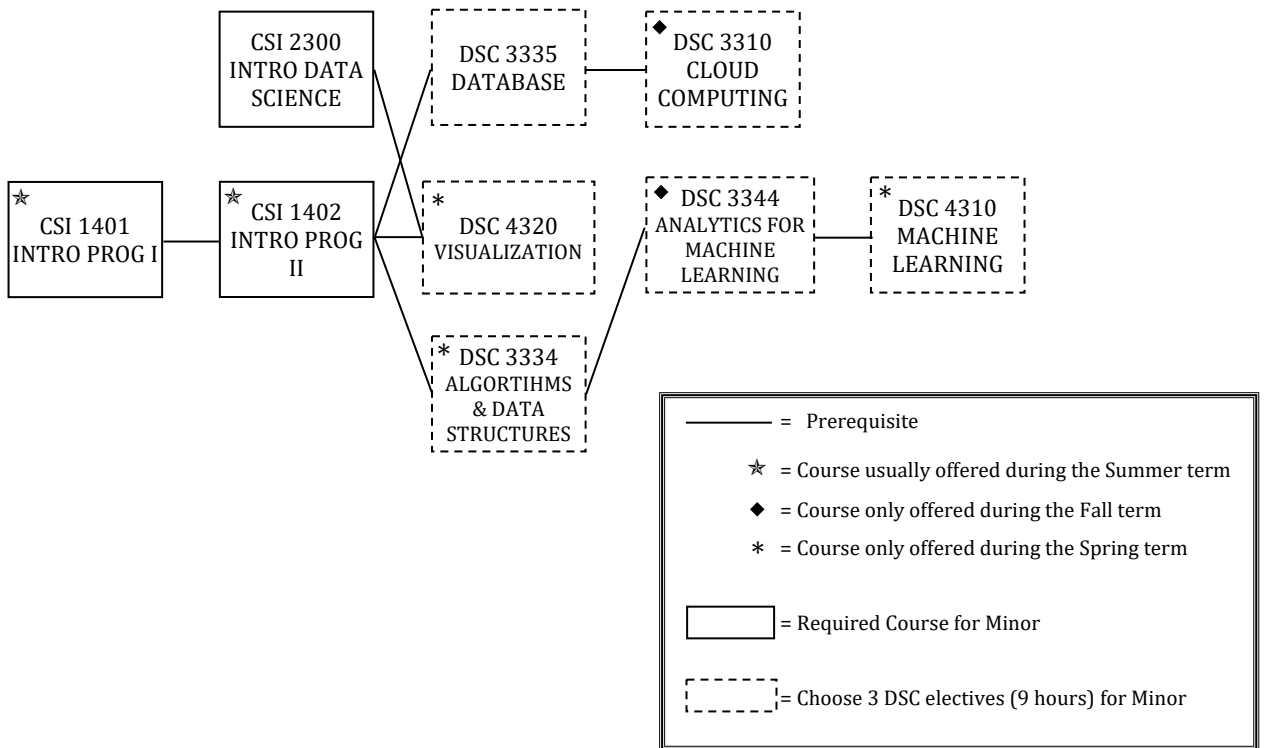 CSI 2300
INTRO DATA
SCIENCE
DSC 3335
DATABASE
◆ DSC 3310
CLOUD
COMPUTING
✯
CSI 1401
INTRO PROG I
✯
CSI 1402
INTRO PROG
II
*
DSC 4320
VISUALIZATION
◆ DSC 3344
ANALYTICS FOR
MACHINE
LEARNING
* DSC 4310
MACHINE
LEARNING
* DSC 3334
ALGORTIHMS
& DATA
STRUCTURES
= Prerequisite
✯ = Course usually offered during the Summer term
◆ = Course only offered during the Fall term
* = Course only offered during the Spring term
= Required Course for Minor
= Choose 3 DSC electives (9 hours) for Minor